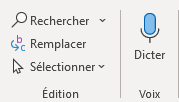 Rechercher
Remplacer
Sélectionner
Édition
Dicter
Voix